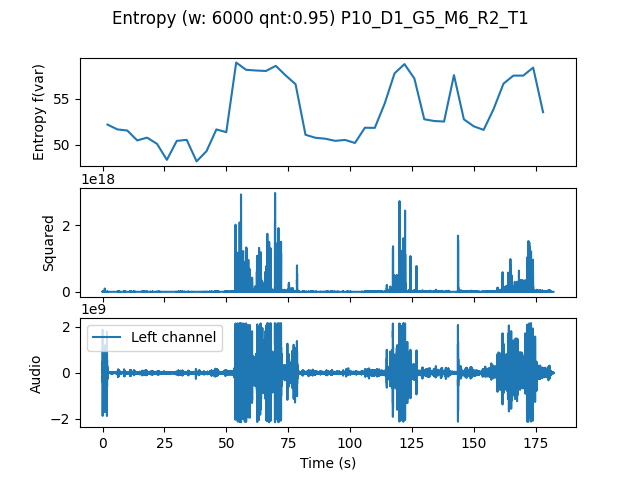 Entropy (w: 6000 qnt:0.95) P10_D1_G5_M6_R2_T1
Entropy f(var)
55
50
1e18
Squared
2
0
1e9
Audio
2
0
−2
Left channel
0 25 50 75 100 125 150 175
Time (s)